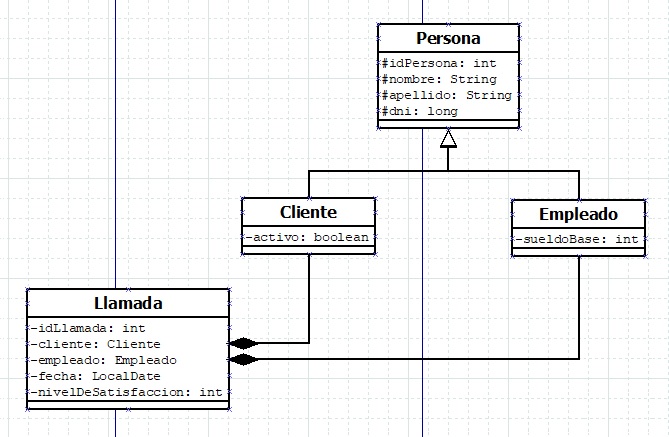 Persona
#idPersona: int
#nombre: String
#apellido: String
#dni: long
Cliente
-activo: boolean
Empleado
-sueldoBase: int
Llamada
-idLlamada: int
-cliente: Cliente
-empleado: Empleado
-fecha: LocalDate
-nivelDeSatisfaccion: int